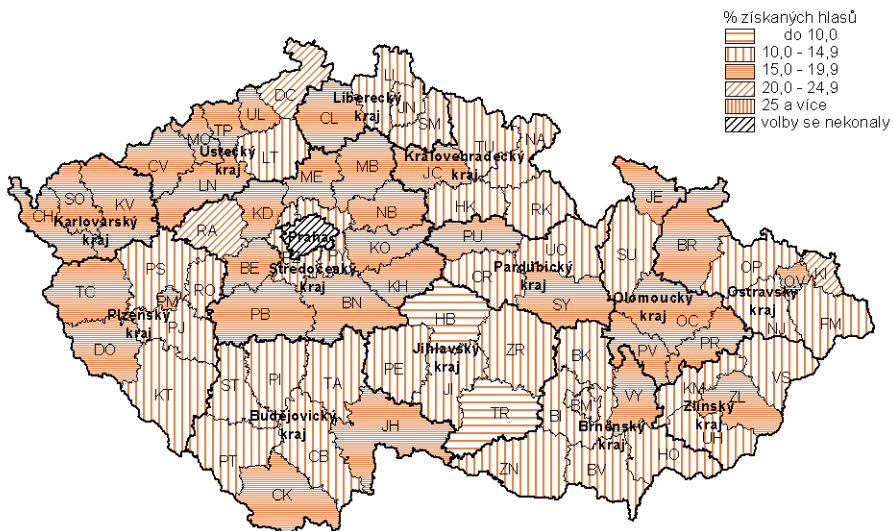 % získaných hlasů
do 10,0
10,0 - 14,9
15,0 - 19,9
20,0 - 24,9
25 a více
volby se nekonaly
DC
LI
Liberecký
kraj
JN
SM
UL
CL
TP
MO
Ústecký
kraj
LT
TU
NA
CV
MB
Královehradecký
kraj
JC
ME
LN
SO
KV
CH
Karlovarský
kraj
JE
HK
RK
RA
KD
NB
Praha
PY
KO
PU
UO
SU
BR
PS
BE
Středočeský
kraj
OP
OV
KI
TC
RO
KH
CR
Pardubický
kraj
Olomoucký
kraj
Ostravský
kraj
PM
Plzeňský
kraj
PJ
PB
BN
HB
SY
OC
NJ
FM
DO
PV
PR
VS
KT
ST
PI
TA
PE
Jihlavský
kraj
ZR
BK
JI
BI
BM
VY
KM
ZL
Zlínský
kraj
Budějovický
kraj
TR
Brněnský
kraj
JH
UH
PT
CB
HO
ZN
BV
CK